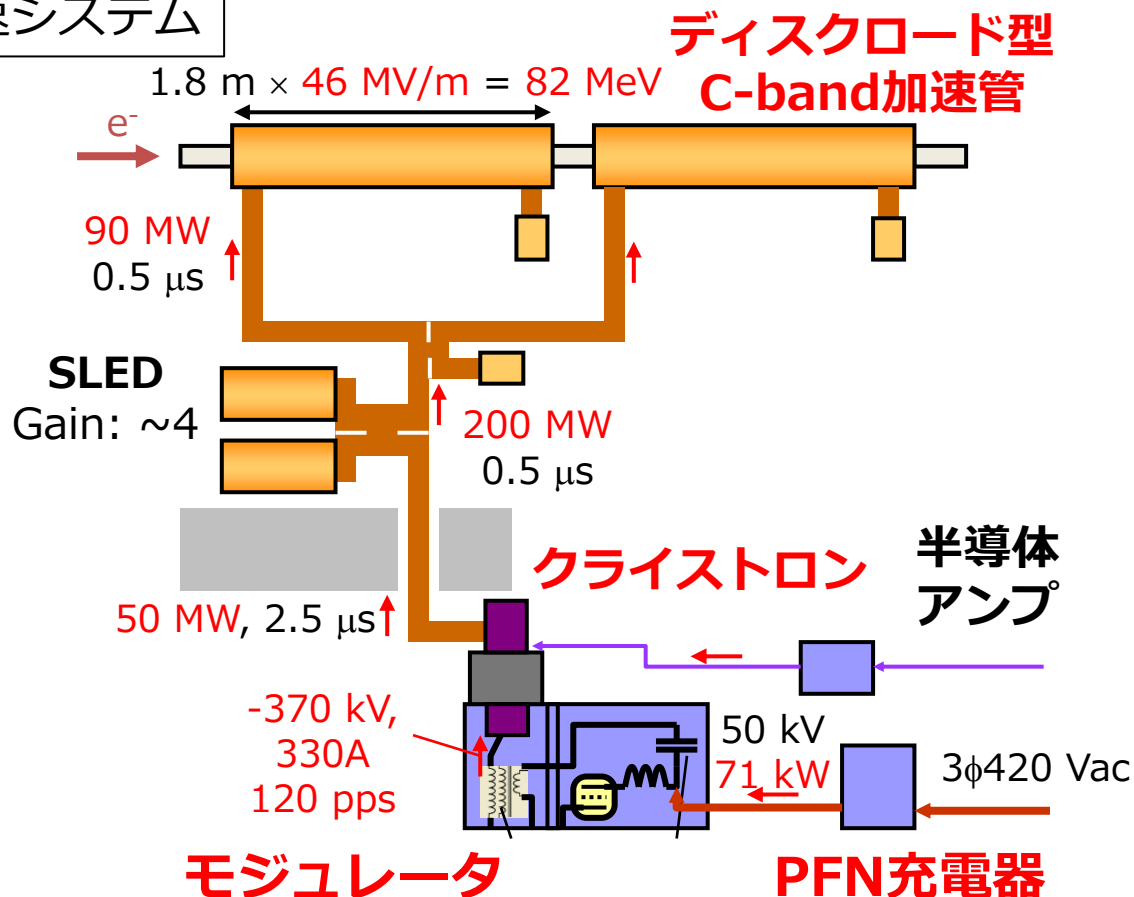 システム
ディスクロード型
C-band加速管
1.8 m × 46 MV/m = 82 MeV
e-
90 MW
0.5 μs
SLED
Gain: ~4
200 MW
0.5 μs
クライストロン
半導体
アンプ
50 MW, 2.5 μs
-370 kV,
330A
120 pps
50 kV
71 kW
3φ420 Vac
モジュレータ
PFN充電器